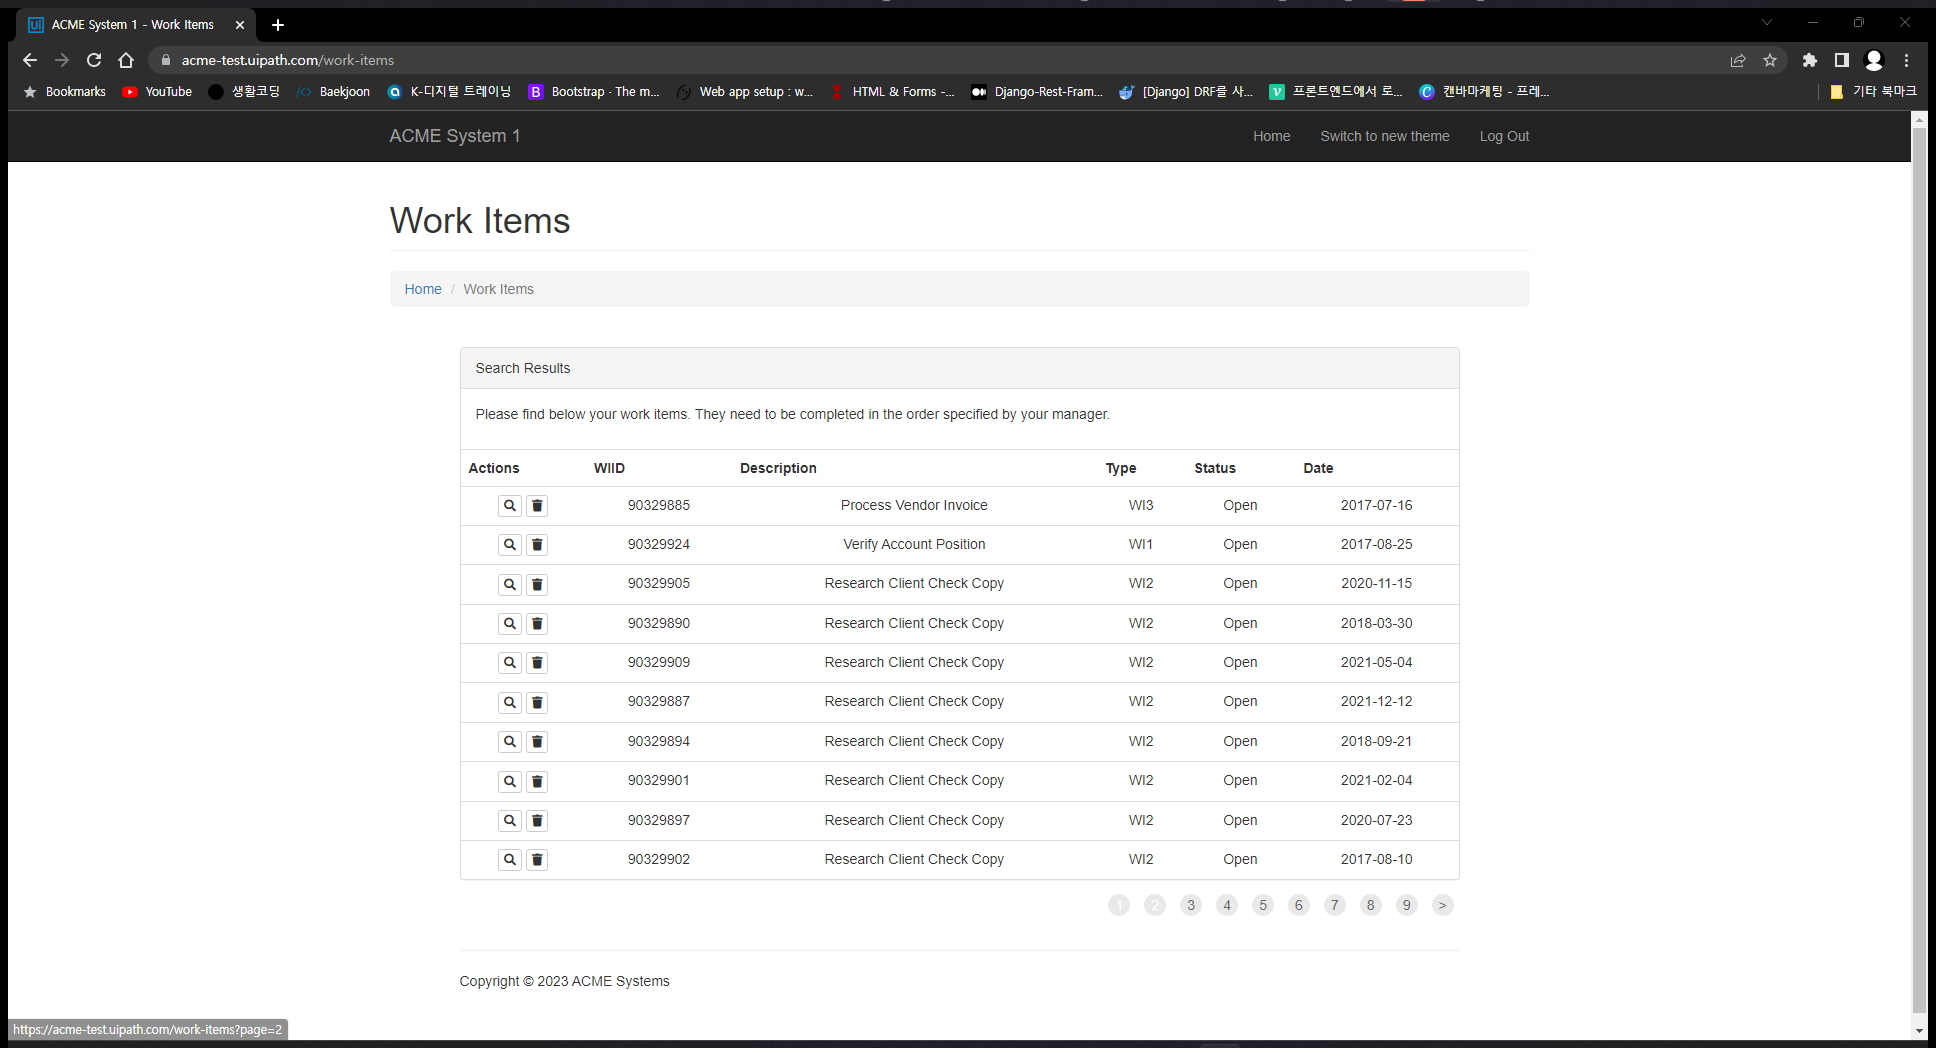 ACME System 1 - Work Items
acme-test.uipath.com/work-items
Bookmarks YouTube 생활코딩 Baekjoon K-디지털 트레이닝 Bootstrap · The m... Web app setup : w... HTML & Forms -... Django-Rest-Fram... [Django] DRF를 사... 프론트엔드에서 로... 캔바마케팅 - 프레... 기타 북마크
ACME System 1 Home Switch to new theme Log Out
Work Items
Home / Work Items
Search Results
Please find below your work items. They need to be completed in the order specified by your manager.
Actions WIID Description Type Status Date
90329885 Process Vendor Invoice WI3 Open 2017-07-16
90329924 Verify Account Position WI1 Open 2017-08-25
90329905 Research Client Check Copy WI2 Open 2020-11-15
90329890 Research Client Check Copy WI2 Open 2018-03-30
90329909 Research Client Check Copy WI2 Open 2021-05-04
90329887 Research Client Check Copy WI2 Open 2021-12-12
90329894 Research Client Check Copy WI2 Open 2018-09-21
90329901 Research Client Check Copy WI2 Open 2021-02-04
90329897 Research Client Check Copy WI2 Open 2020-07-23
90329902 Research Client Check Copy WI2 Open 2017-08-10
1 2 3 4 5 6 7 8 9 >
Copyright © 2023 ACME Systems
https://acme-test.uipath.com/work-items?page=2